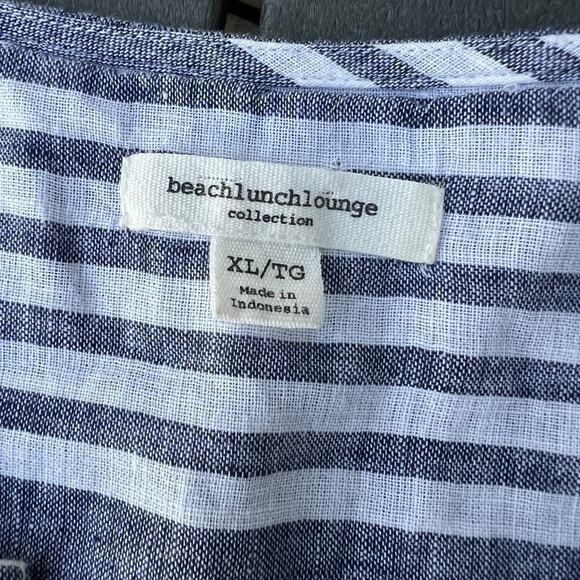 beachlunchlounge
collection
XL/TG
Made in
Indonesia